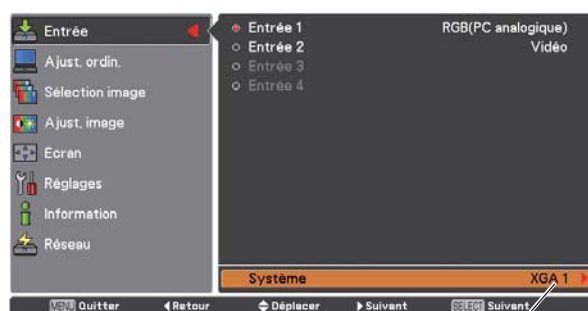 Entrée
Ajust. ordin.
Sélection image
Ajust. image
Écran
Réglages
Information
Réseau
Entrée 1 RGB(PC analogique)
Entrée 2 Vidéo
Entrée 3
Entrée 4
Système XGA 1
MENU Quitter Retour Déplacer Suivant SELECT Suivant